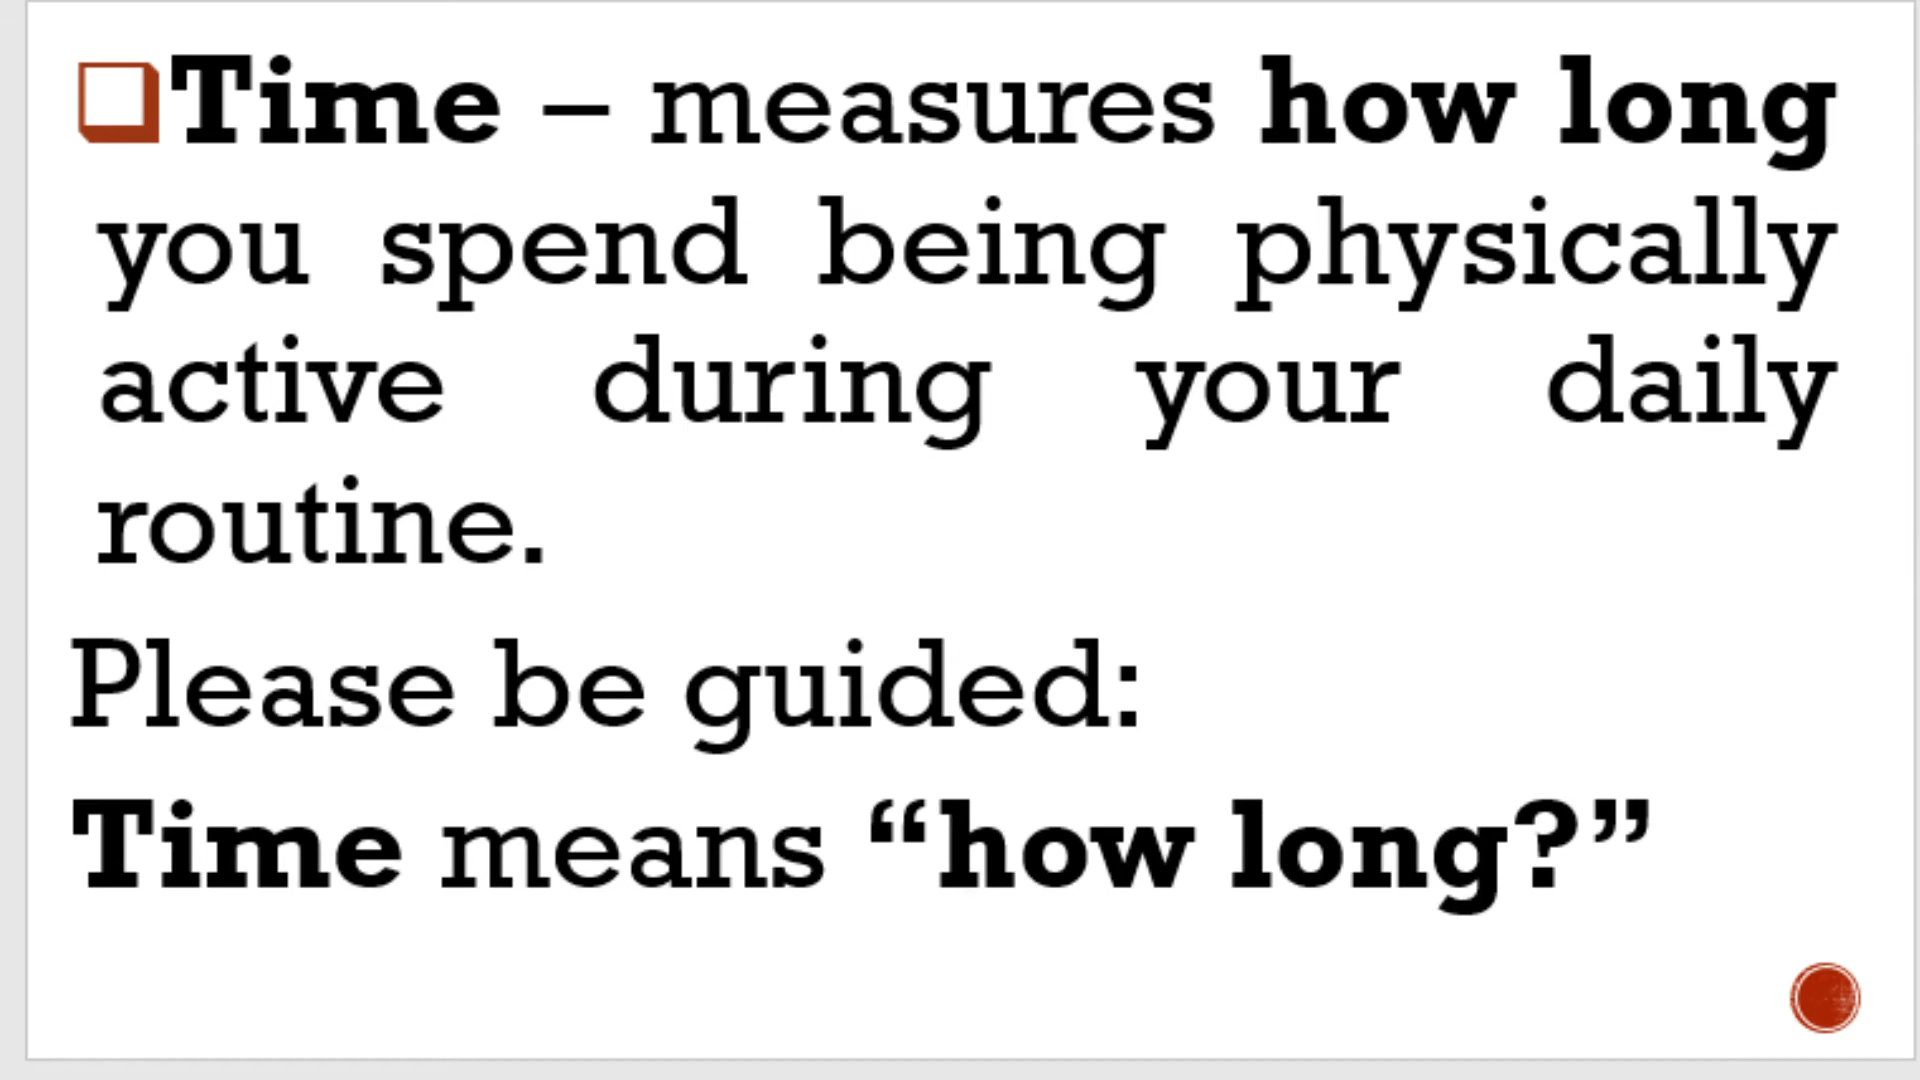 Time – measures how long
you spend being physically
active during your daily
routine.
Please be guided:
Time means “how long?”